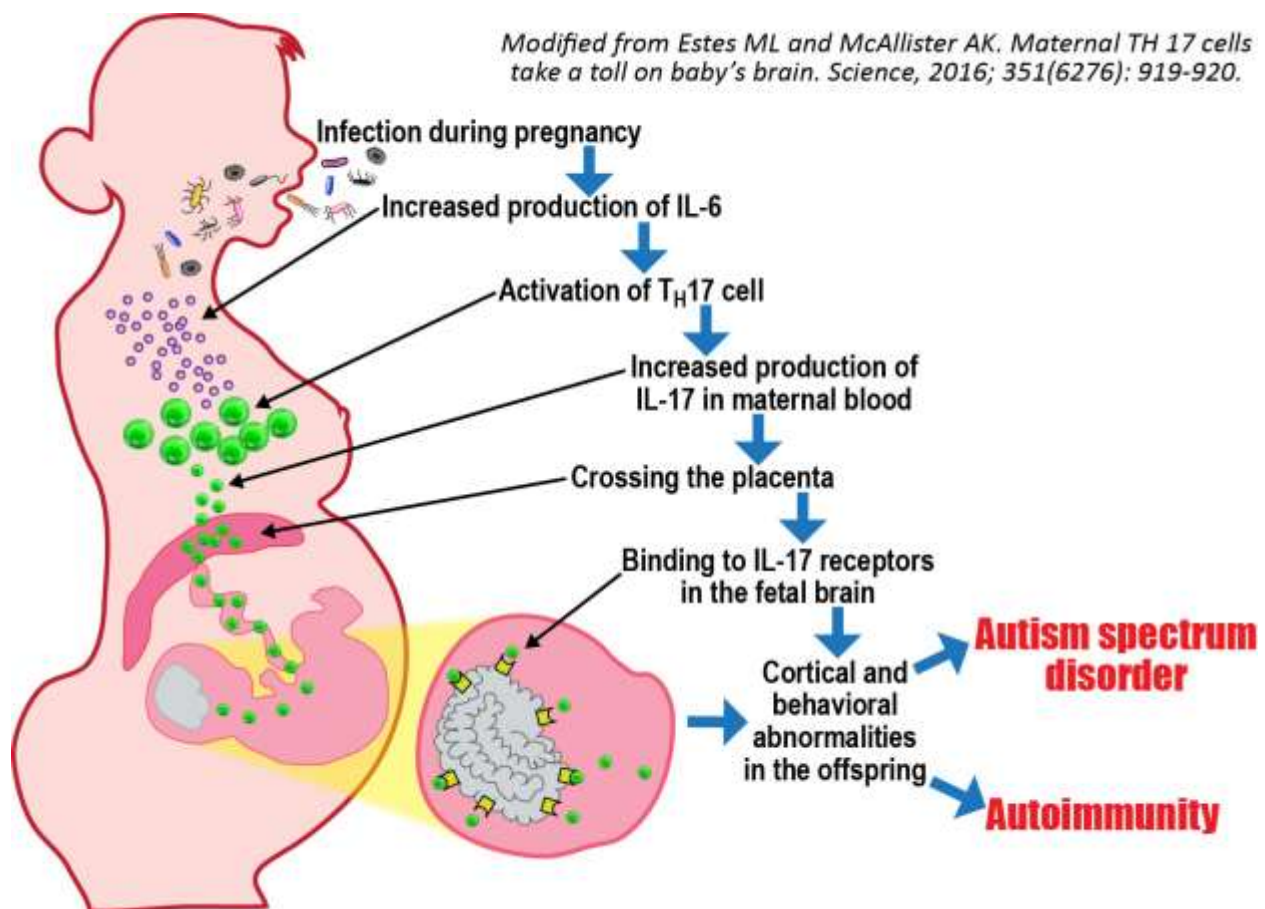 Modified from Estes ML and McAllister AK. Maternal TH 17 cells
take a toll on baby's brain. Science, 2016; 351(6276): 919-920.
Infection during pregnancy
Increased production of IL-6
Activation of TH17 cell
Increased production of
IL-17 in maternal blood
Crossing the placenta
Binding to IL-17 receptors
in the fetal brain
Cortical and
behavioral
abnormalities
in the offspring
Autism spectrum
disorder
Autoimmunity